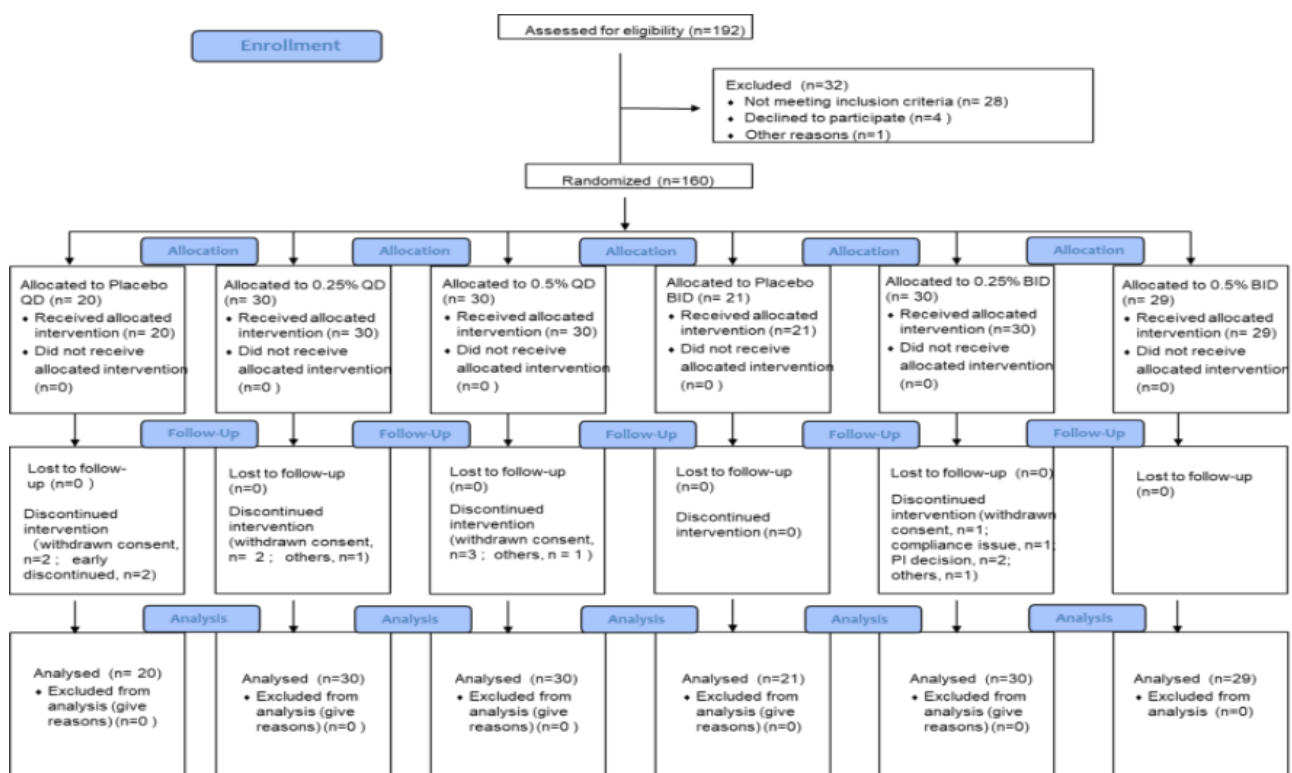 Assessed for eligibility (n=192)
Enrollment
Excluded (n=32)
◆ Not meeting inclusion criteria (n= 28)
◆ Declined to participate (n=4 )
◆ Other reasons (n=1)
Randomized (n=160)
Allocation
Allocation
Allocation
Allocation
Allocation
Allocated to Placebo
QD (n= 20)
◆ Received allocated
intervention (n= 20)
◆ Did not receive
allocated intervention
(n=0)
Allocated to 0.25% QD
(n= 30)
◆ Received allocated
intervention (n= 30)
◆ Did not receive
allocated intervention
(n=0 )
Allocated to 0.5% QD
(n= 30)
◆ Received allocated
intervention (n= 30)
◆ Did not receive
allocated intervention
(n=0 )
Allocated to Placebo
BID (n= 21)
◆ Received allocated
intervention (n=21)
◆ Did not receive
allocated intervention
(n=0 )
Allocated to 0.25% BID
(n= 30)
◆ Received allocated
intervention (n=30)
◆ Did not receive
allocated intervention
(n=0)
Allocated to 0.5% BID
(n= 29)
◆ Received allocated
intervention (n= 29)
◆ Did not receive
allocated intervention
(n=0)
Follow-Up
Follow-Up
Follow-Up
Follow-Up
Follow-Up
Lost to follow-
up (n=0 )
Discontinued
intervention
(withdrawn consent,
n=2 ; early
discontinued, n=2)
Lost to follow-up
(n=0)
Discontinued
intervention
(withdrawn consent,
n= 2 ; others, n=1)
Lost to follow-up
(n=0)
Discontinued
intervention
(withdrawn consent,
n=3 ; others, n = 1 )
Lost to follow-up
(n=0)
Discontinued
intervention (n=0)
Lost to follow-up (n=0)
Discontinued
intervention (withdrawn
consent, n=1;
compliance issue, n=1;
PI decision, n=2;
others, n=1)
Lost to follow-up
(n=0)
Analysis
Analysis
Analysis
Analysis
Analysis
Analysed (n= 20)
◆ Excluded from
analysis (give
reasons) (n=0 )
Analysed (n=30)
◆ Excluded from
analysis (give
reasons) (n=0 )
Analysed (n=30)
◆ Excluded from
analysis (give
reasons) (n=0 )
Analysed (n=21)
◆ Excluded from
analysis (give
reasons) (n=0)
Analysed (n=30)
◆ Excluded from
analysis (give
reasons) (n=0)
Analysed (n=29)
◆ Excluded from
analysis (n=0)